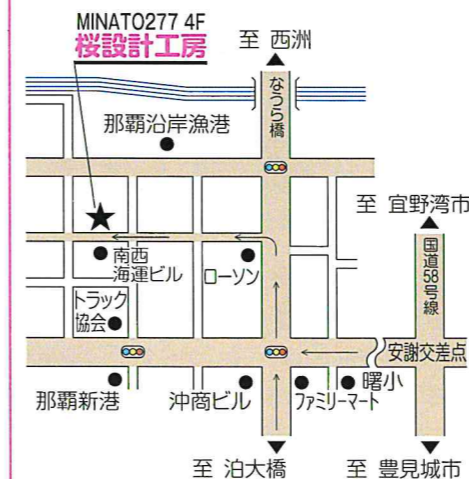 MINATO277 4F
桜設計工房
至 西洲
なうら橋
那覇沿岸漁港
至 宜野湾市
国道58号線
南西
海運ビル
ローソン
トラック
協会
安謝交差点
那覇新港
沖商ビル
ファミリーマート
曙小
至 泊大橋
至 豊見城市